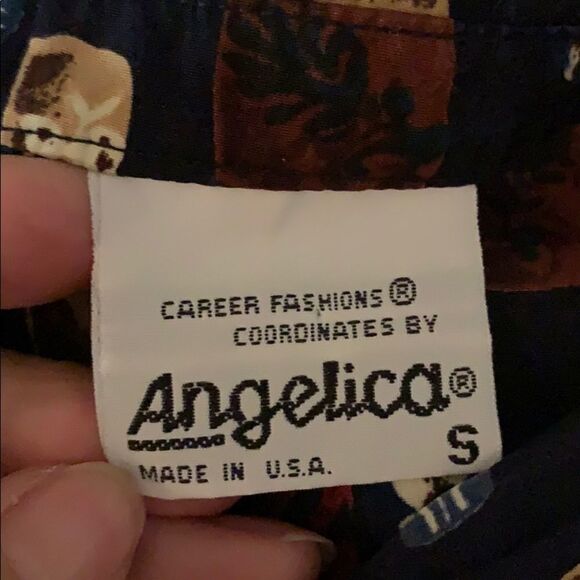 CAREER FASHIONS®
COORDINATES BY
Angelica®
S
MADE IN U.S.A.